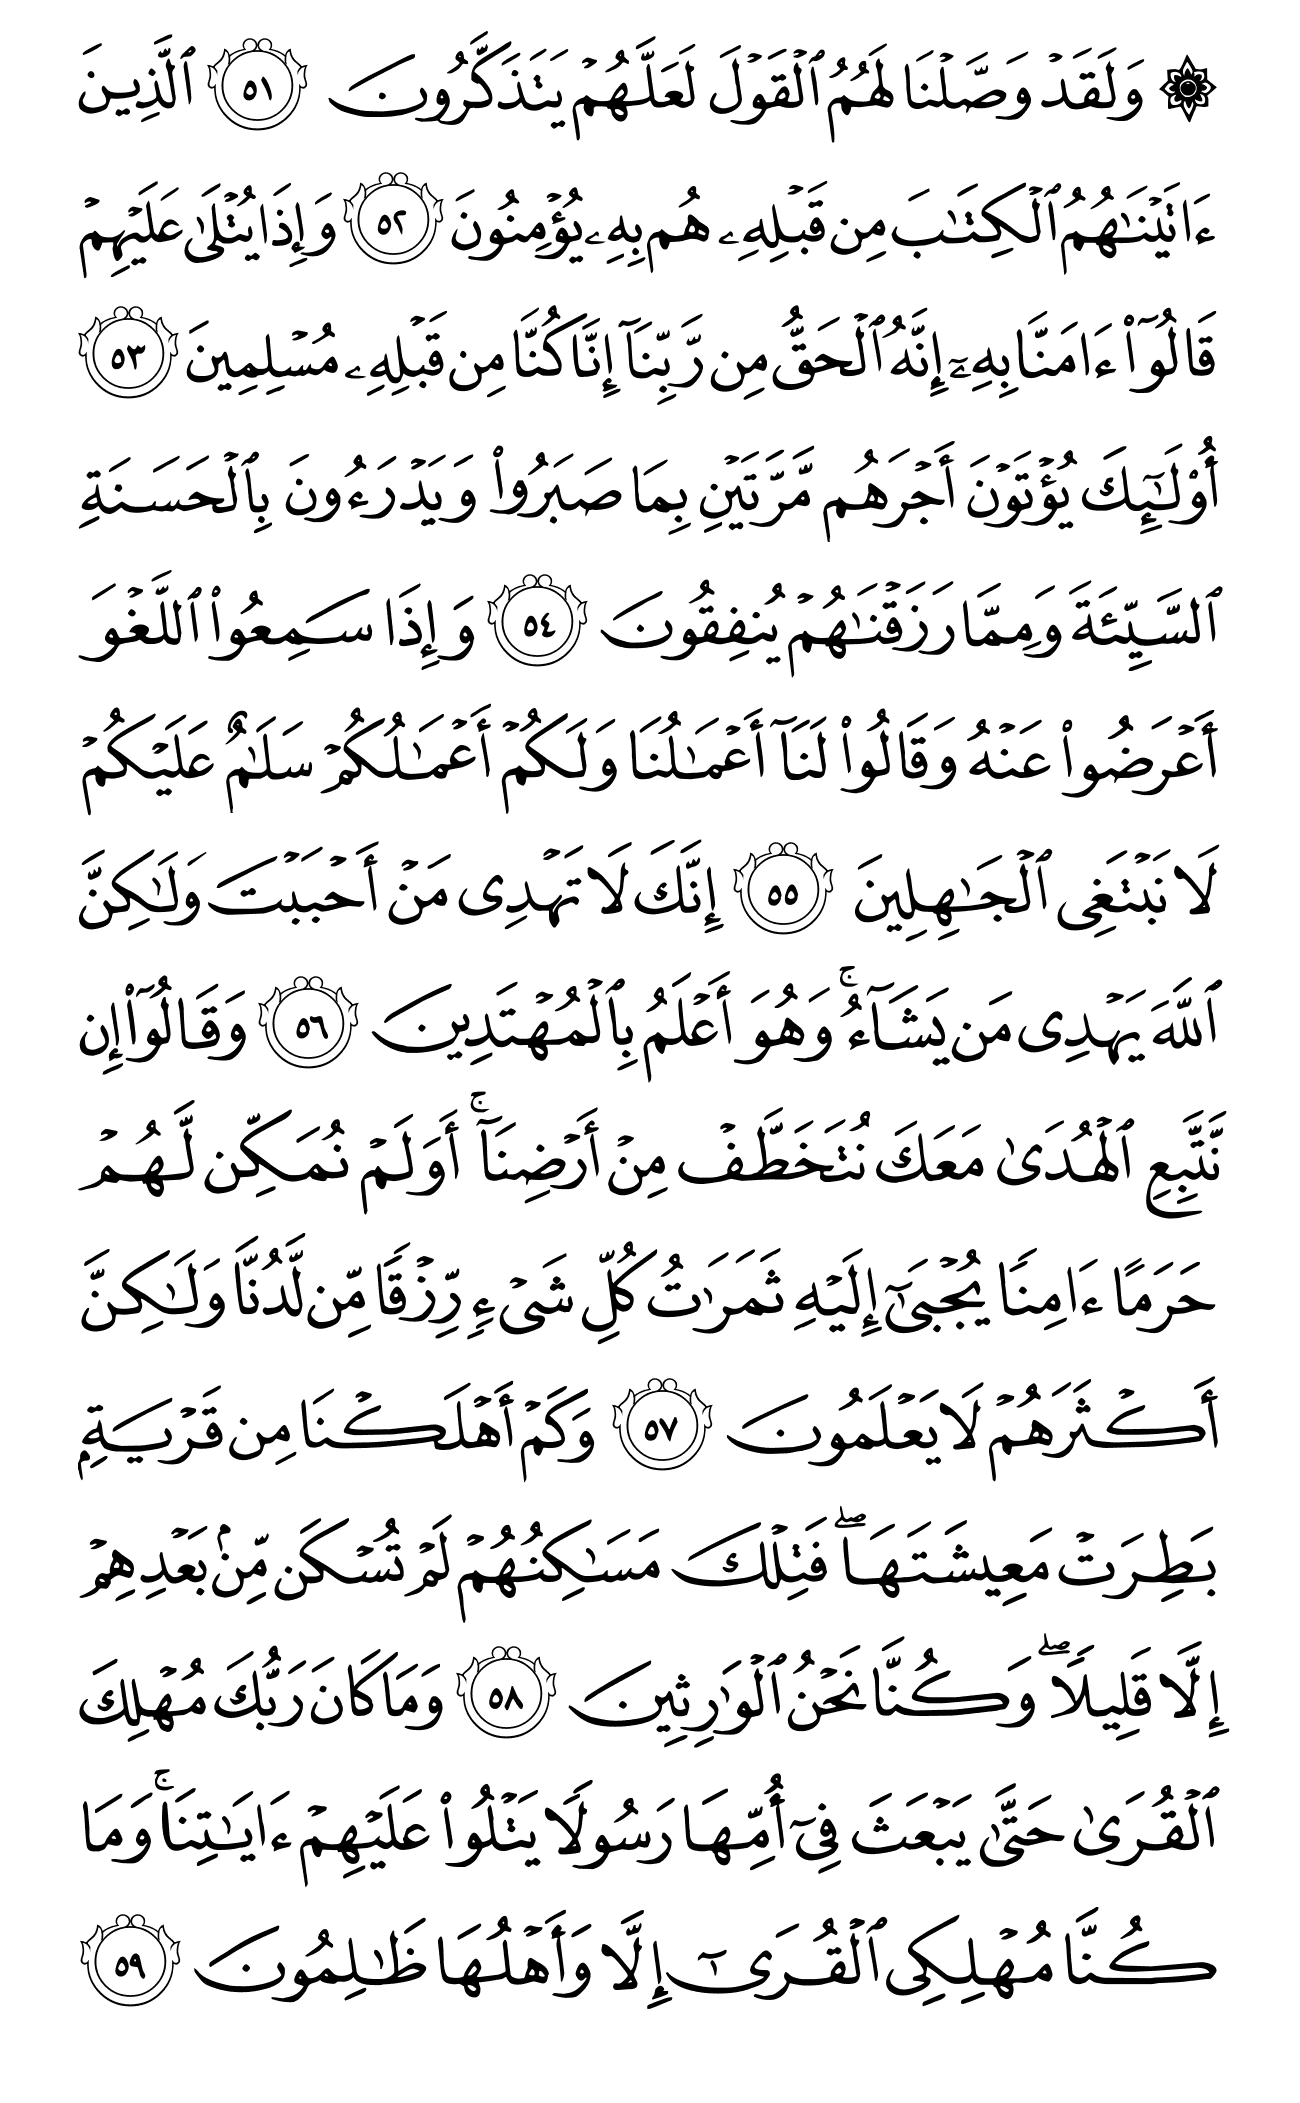 ۞ وَلَقَدۡ وَصَّلۡنَا لَهُمُ ٱلۡقَوۡلَ لَعَلَّهُمۡ يَتَذَكَّرُونَ ٥١ ٱلَّذِينَ
ءَاتَيۡنَٰهُمُ ٱلۡكِتَٰبَ مِن قَبۡلِهِۦ هُم بِهِۦ يُؤۡمِنُونَ ٥٢ وَإِذَا يُتۡلَىٰ عَلَيۡهِمۡ
قَالُوٓاْ ءَامَنَّا بِهِۦٓ إِنَّهُ ٱلۡحَقُّ مِن رَّبِّنَآ إِنَّا كُنَّا مِن قَبۡلِهِۦ مُسۡلِمِينَ ٥٣
أُوْلَٰٓئِكَ يُؤۡتَوۡنَ أَجۡرَهُم مَّرَّتَيۡنِ بِمَا صَبَرُواْ وَيَدۡرَءُونَ بِٱلۡحَسَنَةِ
ٱلسَّيِّئَةَ وَمِمَّا رَزَقۡنَٰهُمۡ يُنفِقُونَ ٥٤ وَإِذَا سَمِعُواْ ٱللَّغۡوَ
أَعۡرَضُواْ عَنۡهُ وَقَالُواْ لَنَآ أَعۡمَٰلُنَا وَلَكُمۡ أَعۡمَٰلُكُمۡ سَلَٰمٌ عَلَيۡكُمۡ
لَا نَبۡتَغِي ٱلۡجَٰهِلِينَ ٥٥ إِنَّكَ لَا تَهۡدِي مَنۡ أَحۡبَبۡتَ وَلَٰكِنَّ
ٱللَّهَ يَهۡدِي مَن يَشَآءُۚ وَهُوَ أَعۡلَمُ بِٱلۡمُهۡتَدِينَ ٥٦ وَقَالُوٓاْ إِن
نَّتَّبِعِ ٱلۡهُدَىٰ مَعَكَ نُتَخَطَّفۡ مِنۡ أَرۡضِنَآۚ أَوَلَمۡ نُمَكِّن لَّهُمۡ
حَرَمًا ءَامِنٗا يُجۡبَىٰٓ إِلَيۡهِ ثَمَرَٰتُ كُلِّ شَيۡءٖ رِّزۡقٗا مِّن لَّدُنَّا وَلَٰكِنَّ
أَكۡثَرَهُمۡ لَا يَعۡلَمُونَ ٥٧ وَكَمۡ أَهۡلَكۡنَا مِن قَرۡيَةِۭ
بَطِرَتۡ مَعِيشَتَهَاۖ فَتِلۡكَ مَسَٰكِنُهُمۡ لَمۡ تُسۡكَن مِّنۢ بَعۡدِهِمۡ
إِلَّا قَلِيلٗاۖ وَكُنَّا نَحۡنُ ٱلۡوَٰرِثِينَ ٥٨ وَمَا كَانَ رَبُّكَ مُهۡلِكَ
ٱلۡقُرَىٰ حَتَّىٰ يَبۡعَثَ فِيٓ أُمِّهَا رَسُولٗا يَتۡلُواْ عَلَيۡهِمۡ ءَايَٰتِنَاۚ وَمَا
كُنَّا مُهۡلِكِي ٱلۡقُرَىٰٓ إِلَّا وَأَهۡلُهَا ظَٰلِمُونَ ٥٩